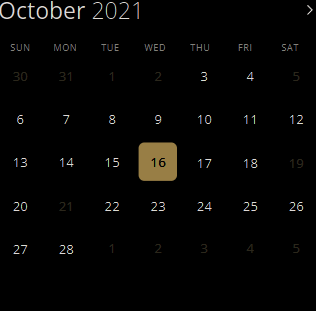 October 2021
SUN MON TUE WED THU FRI SAT
30 31 1 2 3 4 5
6 7 8 9 10 11 12
13 14 15 16 17 18 19
20 21 22 23 24 25 26
27 28 1 2 3 4 5